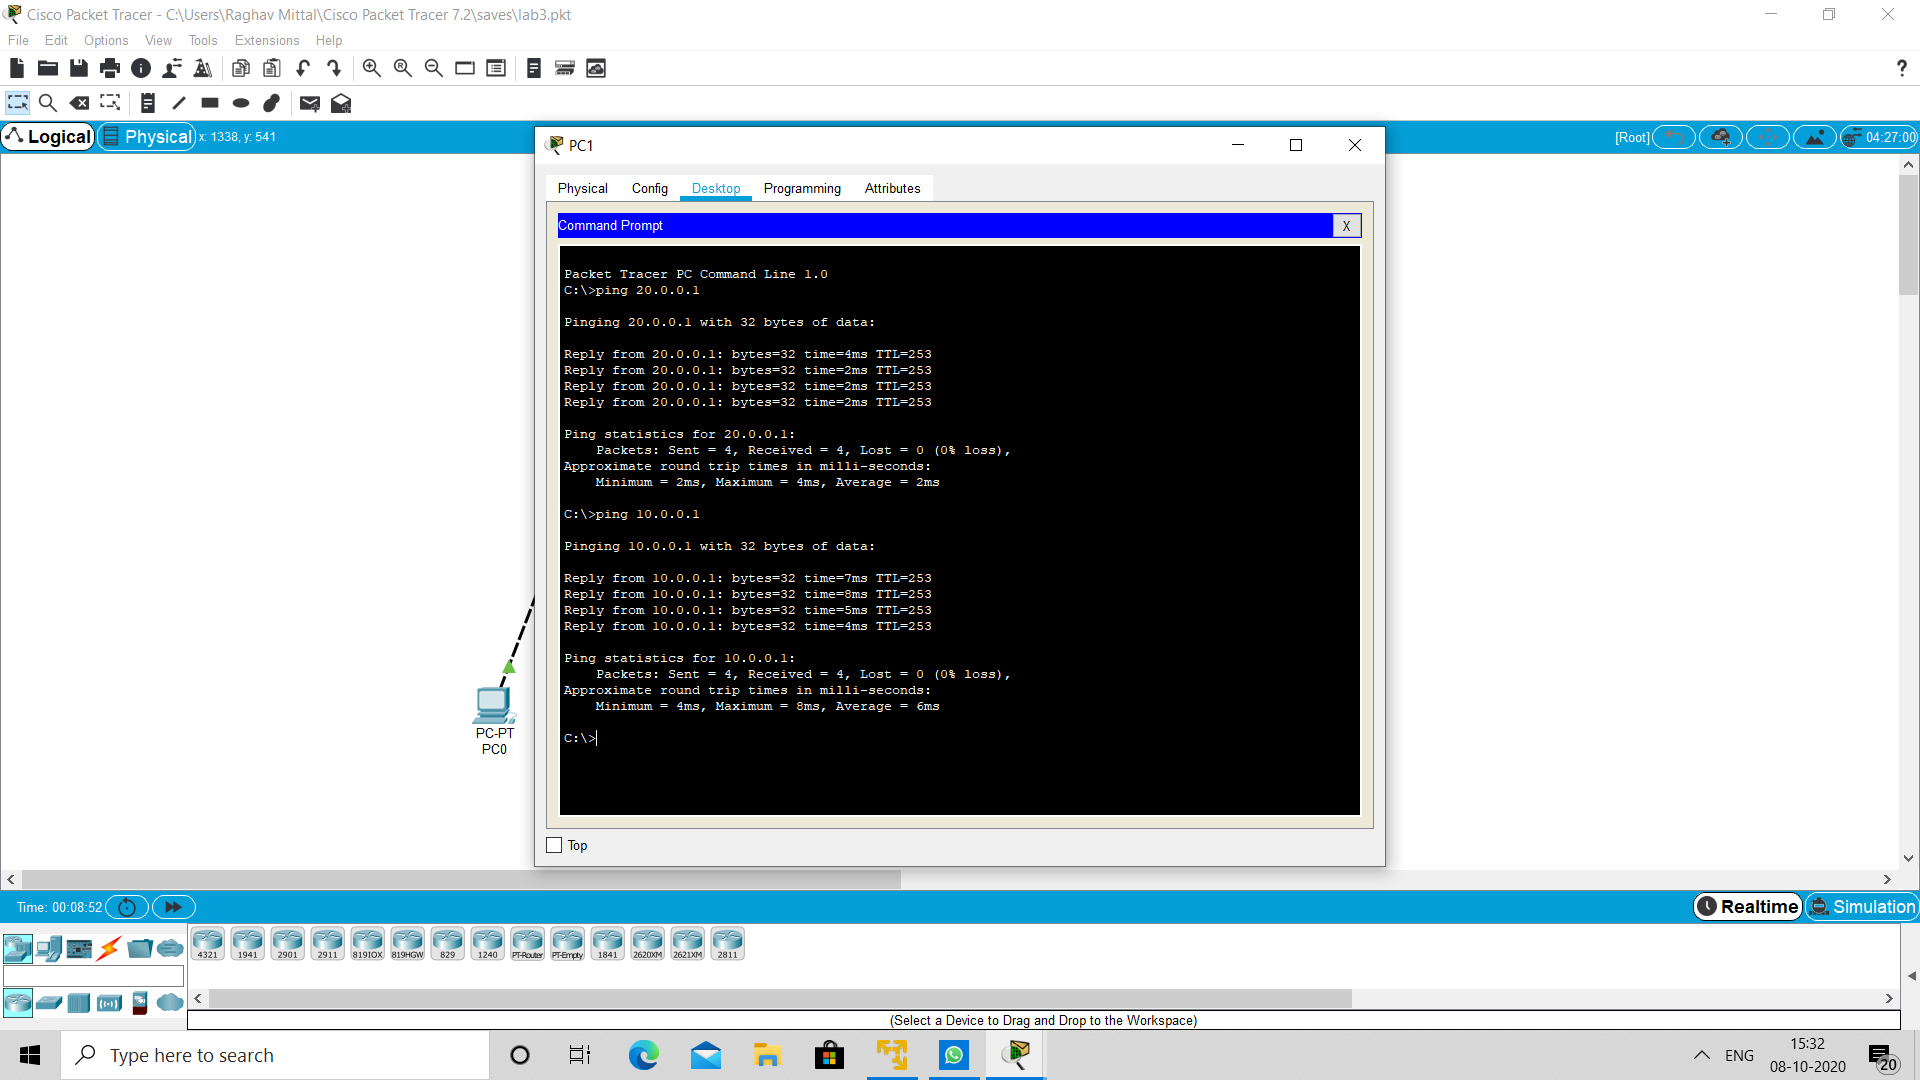 Cisco Packet Tracer - C:\Users\Raghav Mittal\Cisco Packet Tracer 7.2\saves\lab3.pkt
File Edit Options View Tools Extensions Help
?
Logical Physical x: 1338, y: 541 [Root] 04:27:00
PC1
Physical Config Desktop Programming Attributes
Command Prompt X
Packet Tracer PC Command Line 1.0
C:\>ping 20.0.0.1
Pinging 20.0.0.1 with 32 bytes of data:
Reply from 20.0.0.1: bytes=32 time=4ms TTL=253
Reply from 20.0.0.1: bytes=32 time=2ms TTL=253
Reply from 20.0.0.1: bytes=32 time=2ms TTL=253
Reply from 20.0.0.1: bytes=32 time=2ms TTL=253
Ping statistics for 20.0.0.1:
Packets: Sent = 4, Received = 4, Lost = 0 (0% loss),
Approximate round trip times in milli-seconds:
Minimum = 2ms, Maximum = 4ms, Average = 2ms
C:\>ping 10.0.0.1
Pinging 10.0.0.1 with 32 bytes of data:
Reply from 10.0.0.1: bytes=32 time=7ms TTL=253
Reply from 10.0.0.1: bytes=32 time=8ms TTL=253
Reply from 10.0.0.1: bytes=32 time=5ms TTL=253
Reply from 10.0.0.1: bytes=32 time=4ms TTL=253
Ping statistics for 10.0.0.1:
Packets: Sent = 4, Received = 4, Lost = 0 (0% loss),
Approximate round trip times in milli-seconds:
Minimum = 4ms, Maximum = 8ms, Average = 6ms
C:\>
PC-PT
PC0
Top
Time: 00:08:52 Realtime Simulation
4321 1941 2901 2911 819IOX 819HGW 829 1240 PT-Router PT-Empty 1841 2620XM 2621XM 2811
(Select a Device to Drag and Drop to the Workspace)
Type here to search
ENG
15:32
08-10-2020
20